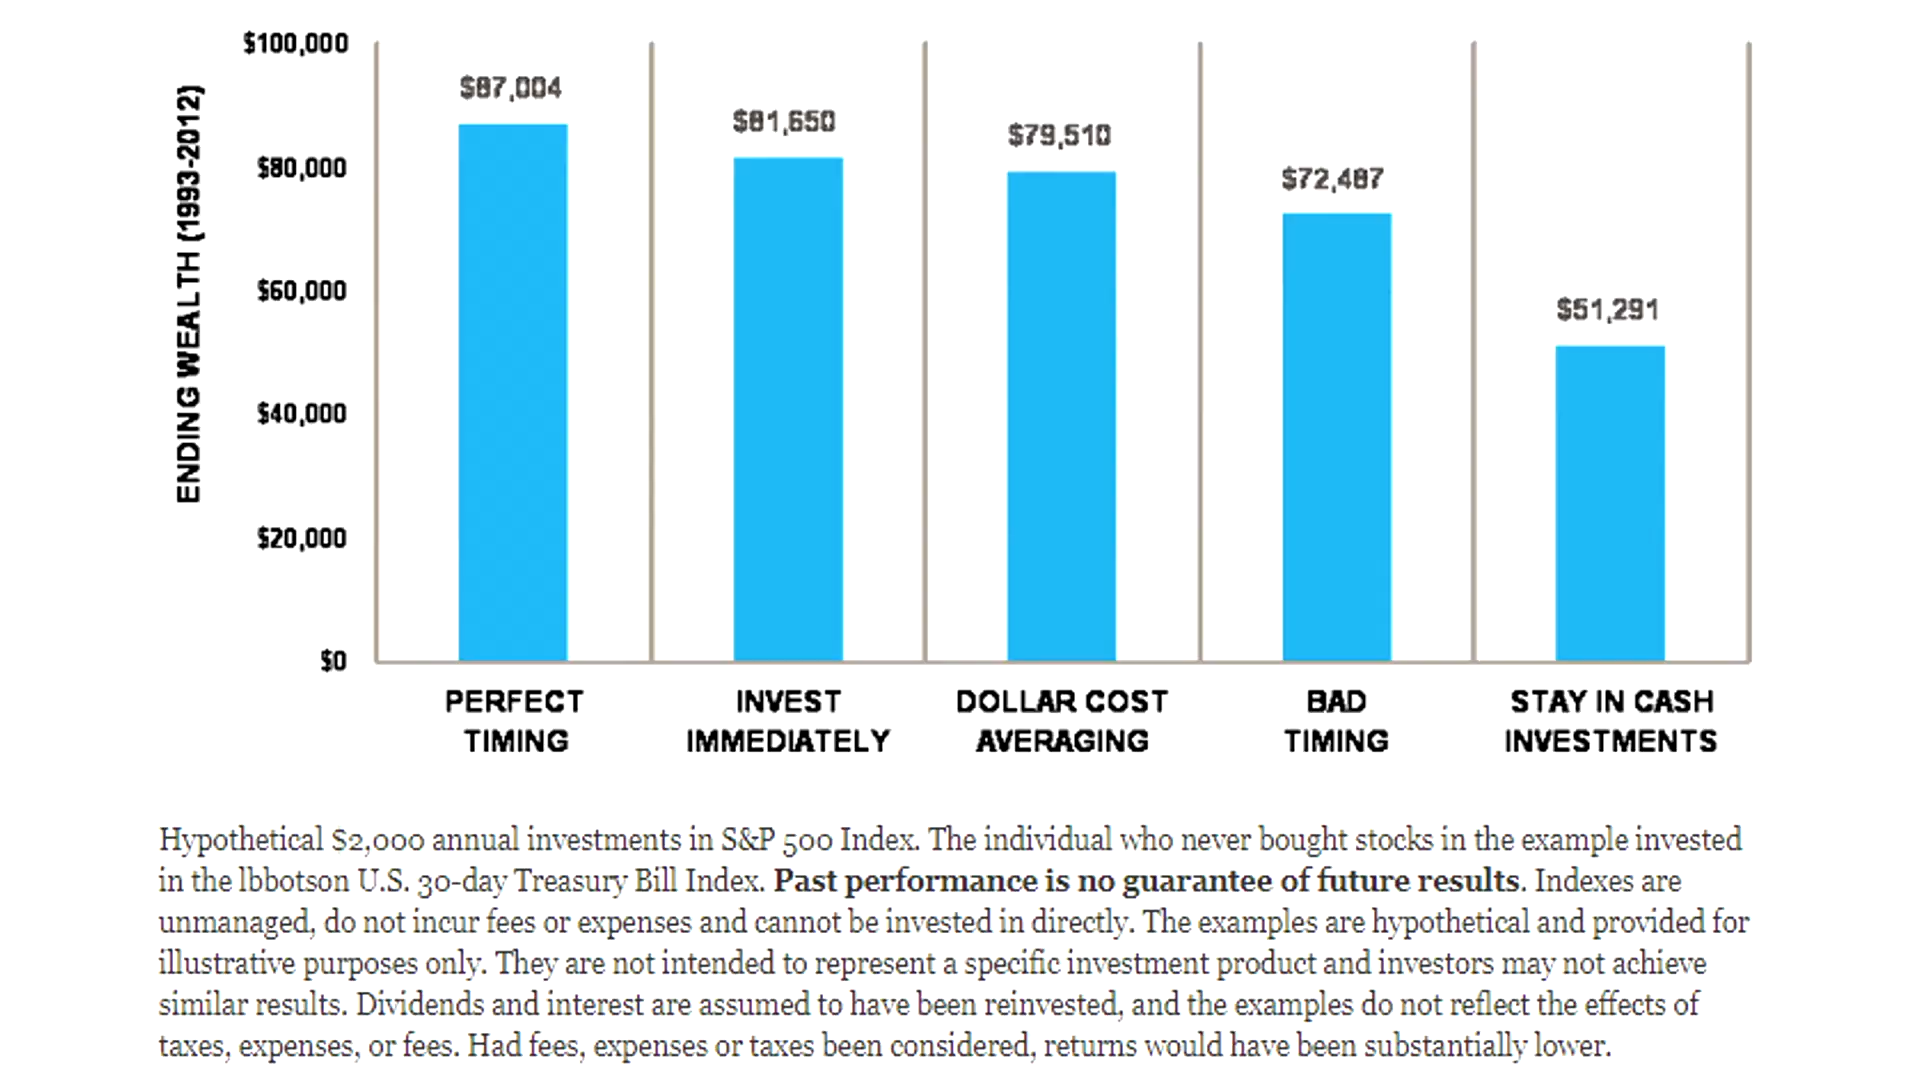 ENDING WEALTH (1993-2012)
$100,000
$80,000
$60,000
$40,000
$20,000
$0
$87,004
$81,650
$79,510
$72,487
$51,291
PERFECT TIMING
INVEST IMMEDIATELY
DOLLAR COST AVERAGING
BAD TIMING
STAY IN CASH INVESTMENTS
Hypothetical $2,000 annual investments in S&P 500 Index. The individual who never bought stocks in the example invested
in the lbbotson U.S. 30-day Treasury Bill Index. Past performance is no guarantee of future results. Indexes are
unmanaged, do not incur fees or expenses and cannot be invested in directly. The examples are hypothetical and provided for
illustrative purposes only. They are not intended to represent a specific investment product and investors may not achieve
similar results. Dividends and interest are assumed to have been reinvested, and the examples do not reflect the effects of
taxes, expenses, or fees. Had fees, expenses or taxes been considered, returns would have been substantially lower.